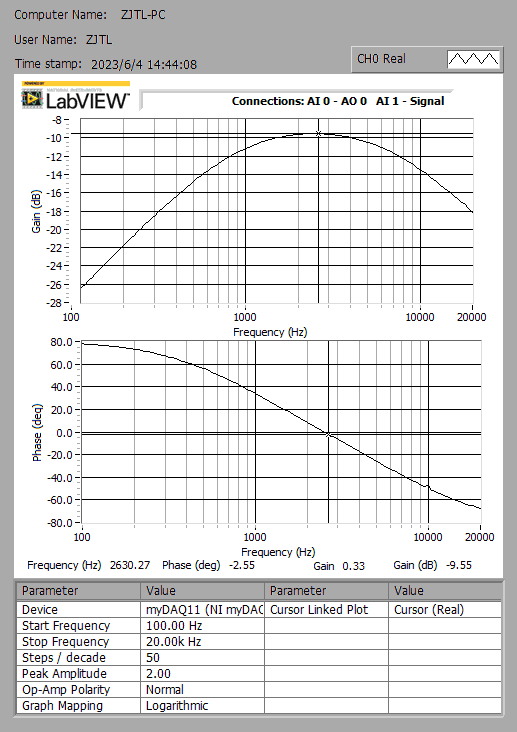 Computer Name: ZJTL-PC
User Name: ZJTL
Time stamp: 2023/6/4 14:44:08
CH0 Real
POWERED BY
NATIONAL INSTRUMENTS
LabVIEW™
Connections: AI 0 - AO 0 AI 1 - Signal
-8
-10
-12
-14
-16
-18
-20
-22
-24
-26
-28
Gain (dB)
100 1000 10000 20000
Frequency (Hz)
80.0
60.0
40.0
20.0
0.0
-20.0
-40.0
-60.0
-80.0
Phase (deg)
100 1000 10000 20000
Frequency (Hz)
Frequency (Hz) 2630.27 Phase (deg) -2.55 Gain 0.33 Gain (dB) -9.55
Parameter Value Parameter Value
Device myDAQ11 (NI myDAQ Cursor Linked Plot Cursor (Real)
Start Frequency 100.00 Hz
Stop Frequency 20.00k Hz
Steps / decade 50
Peak Amplitude 2.00
Op-Amp Polarity Normal
Graph Mapping Logarithmic